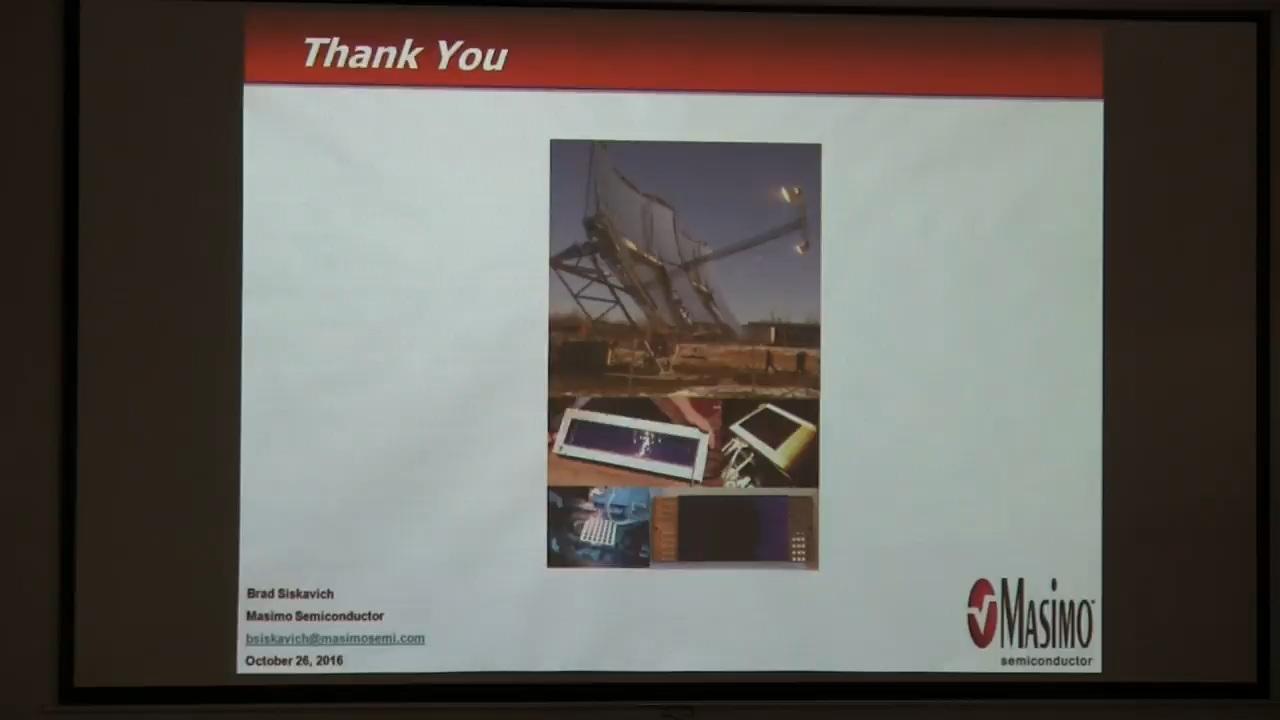 Thank You
Brad Siskavich
Masimo Semiconductor
bsiskavich@masimosemi.com
October 26, 2016
MASIMO
semiconductor